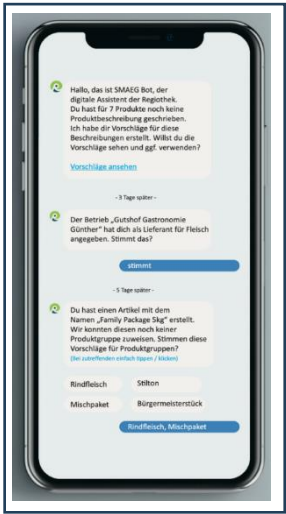 Hallo, das ist SMAEG Bot, der
digitale Assistent der Regiothek.
Du hast für 7 Produkte noch keine
Produktbeschreibung geschrieben.
Ich habe dir Vorschläge für diese
Beschreibungen erstellt. Willst du die
Vorschläge sehen und ggf. verwenden?
Vorschläge ansehen
- 3 Tage später -
Der Betrieb „Gutshof Gastronomie
Günther“ hat dich als Lieferant für Fleisch
angegeben. Stimmt das?
stimmt
- 5 Tage später -
Du hast einen Artikel mit dem
Namen „Family Package 5kg“ erstellt.
Wir konnten diesen noch keiner
Produktgruppe zuweisen. Stimmen diese
Vorschläge für Produktgruppen?
(Bei zutreffenden einfach tippen / klicken)
Rindfleisch Stilton
Mischpaket Bürgermeisterstück
Rindfleisch, Mischpaket